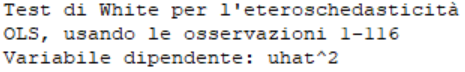 Test di White per l'eteroschedasticità
OLS, usando le osservazioni 1-116
Variabile dipendente: uhat^2